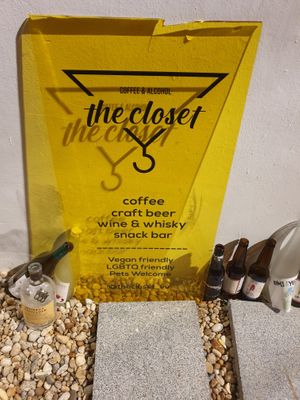 COFFEE & ALCOHOL
the closet
coffee
craft beer
wine & whisky
snack bar
Vegan friendly
LGBTQ friendly
Pets Welcome